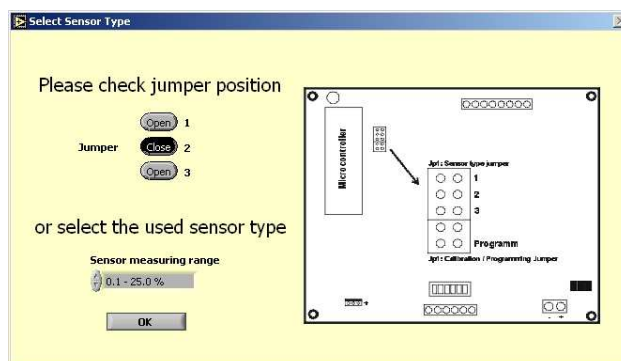 Select Sensor Type
Please check jumper position
Open 1
Jumper Close 2
Open 3
or select the used sensor type
Sensor measuring range
0.1 - 25.0 %
OK
Microcontroller
Jp1: Sensor type jumper
1
2
3
Programm
Jp1: Calibration / Programming Jumper
+
- +